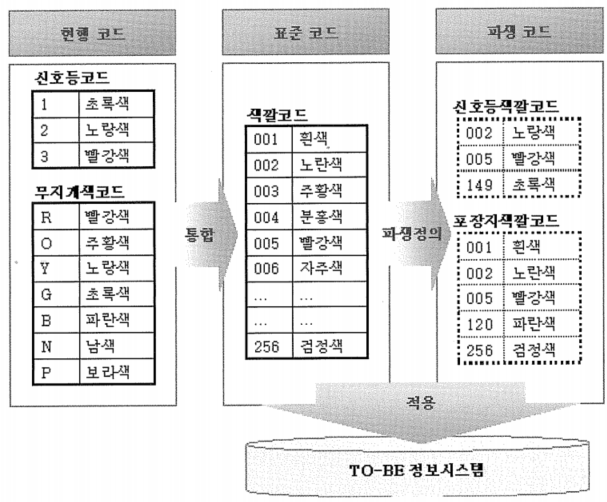 현행 코드
표준 코드
파생 코드
신호등코드
1 초록색
2 노랑색
3 빨강색
무지개색코드
R 빨강색
O 주황색
Y 노랑색
G 초록색
B 파란색
N 남색
P 보라색
통합
색깔코드
001 흰색
002 노란색
003 주황색
004 분홍색
005 빨강색
006 자주색
... ...
... ...
256 검정색
파생정의
신호등색깔코드
002 노랑색
005 빨강색
149 초록색
포장지색깔코드
001 흰색
002 노란색
005 빨강색
120 파란색
256 검정색
적용
TO-BE 정보시스템